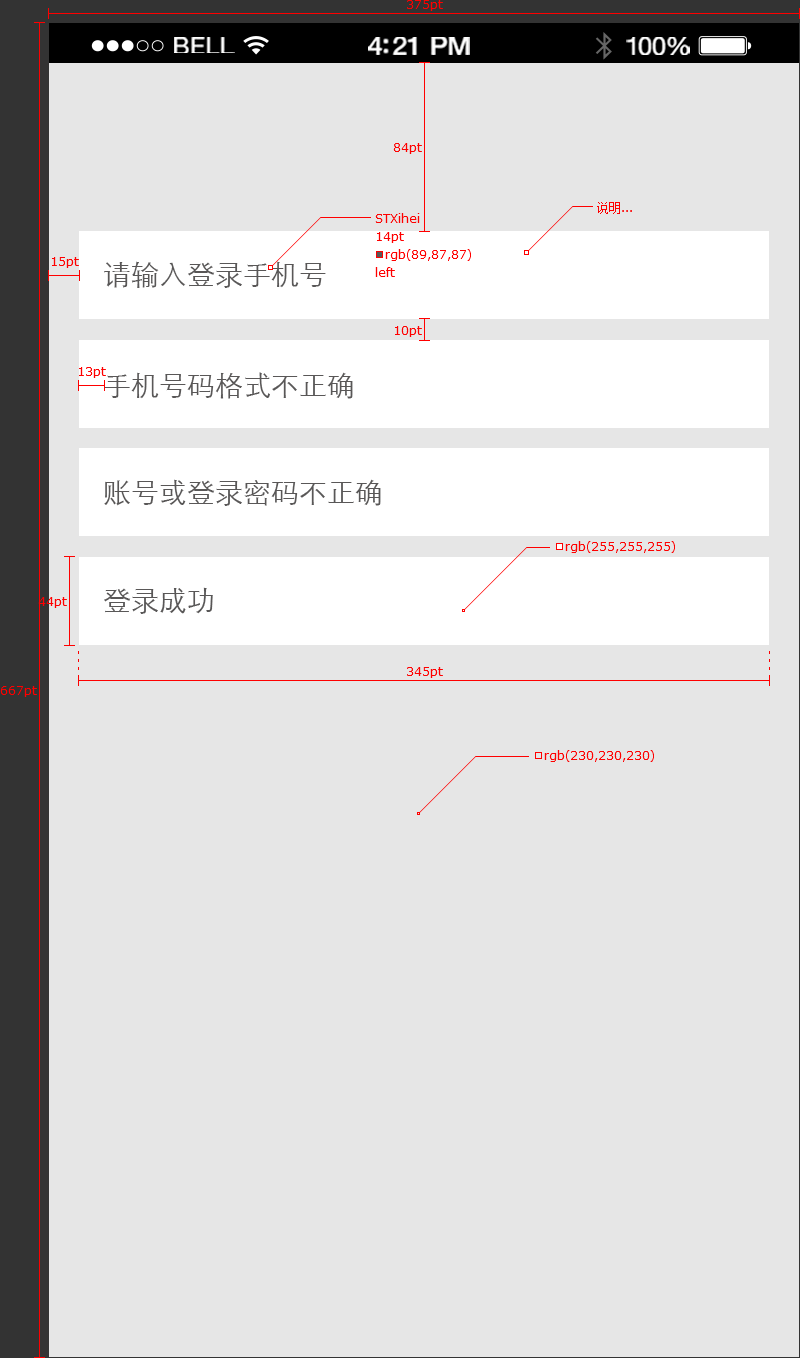 375pt
BELL 4:21 PM 100%
84pt
说明...
STXihei
14pt
rgb(89,87,87)
left
15pt
请输入登录手机号
10pt
13pt
手机号码格式不正确
账号或登录密码不正确
rgb(255,255,255)
44pt
登录成功
345pt
667pt
rgb(230,230,230)